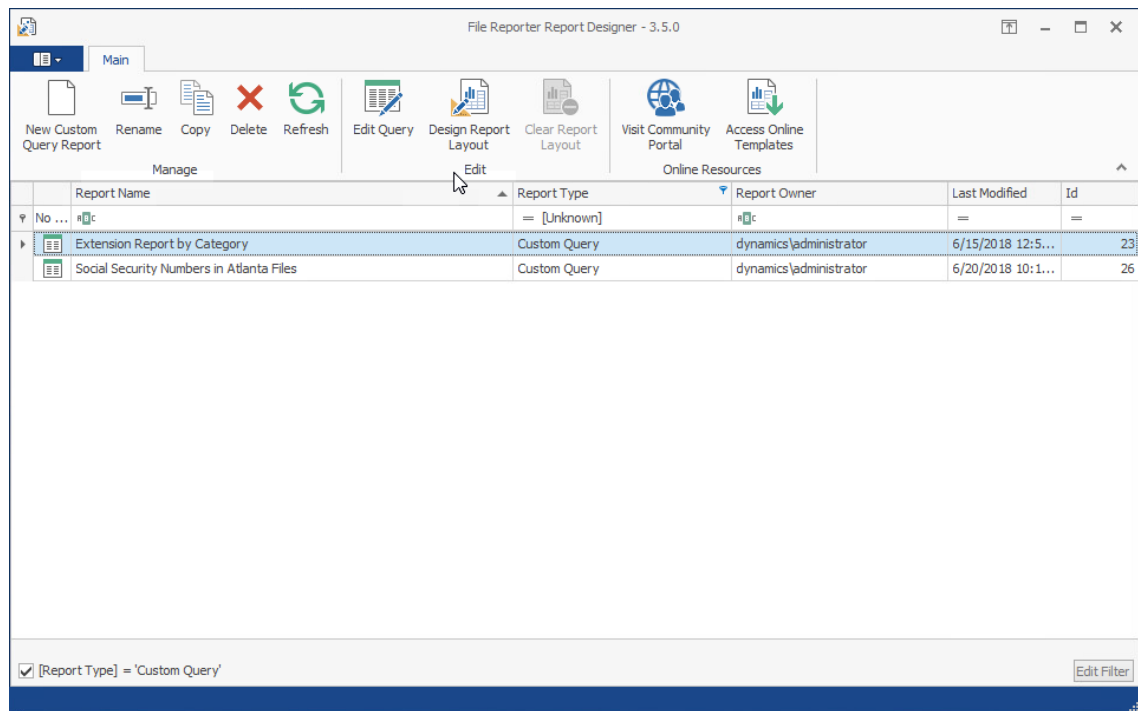 File Reporter Report Designer - 3.5.0
Main
New Custom Query Report
Rename
Copy
Delete
Refresh
Edit Query
Design Report Layout
Clear Report Layout
Visit Community Portal
Access Online Templates
Manage
Edit
Online Resources
Report Name Report Type Report Owner Last Modified Id
No ... ABC = [Unknown] ABC = =
Extension Report by Category Custom Query dynamics\administrator 6/15/2018 12:5... 23
Social Security Numbers in Atlanta Files Custom Query dynamics\administrator 6/20/2018 10:1... 26
[Report Type] = 'Custom Query' Edit Filter